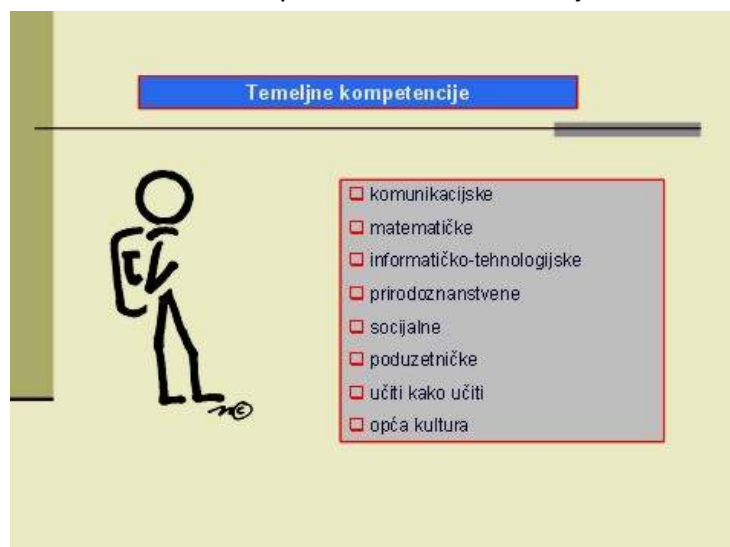 Temeljne kompetencije
komunikacijske
matematičke
informatičko-tehnologijske
prirodoznanstvene
socijalne
poduzetničke
učiti kako učiti
opća kultura